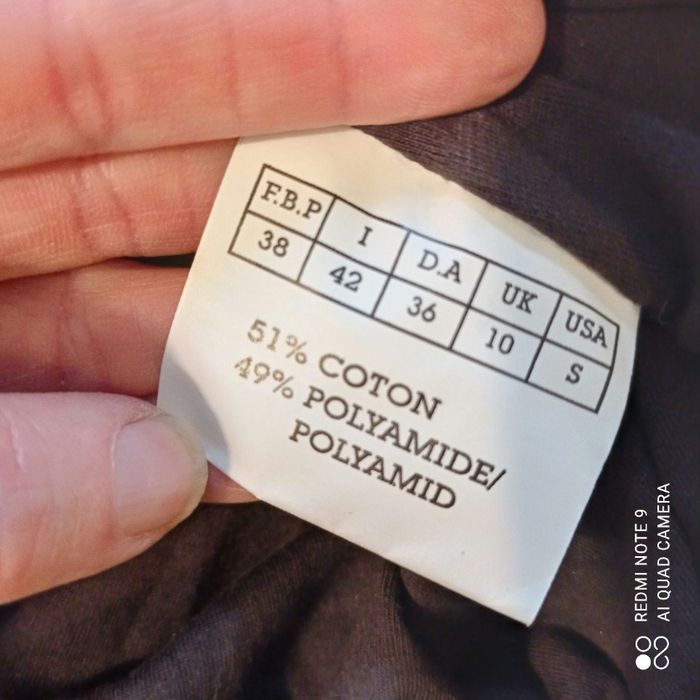 F.B.P I D.A UK USA
38 42 36 10 S
51% COTON
49% POLYAMIDE/
POLYAMID
REDMI NOTE 9
AI QUAD CAMERA